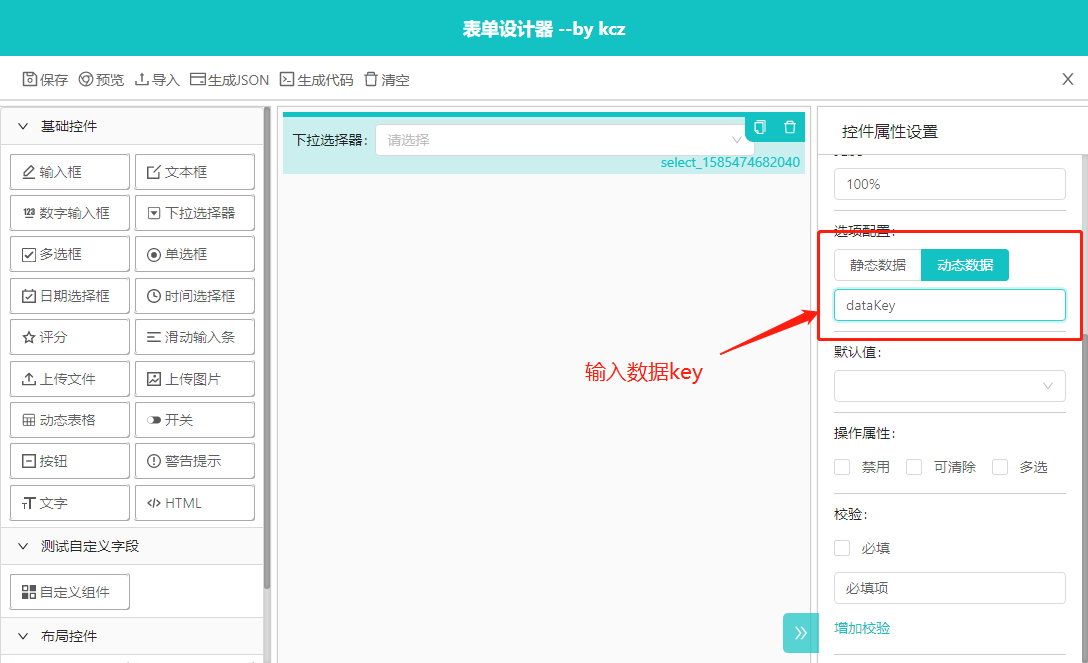 表单设计器 --by kcz
保存 预览 导入 生成JSON 生成代码 清空
基础控件
输入框 文本框
数字输入框 下拉选择器
多选框 单选框
日期选择框 时间选择框
评分 滑动输入条
上传文件 上传图片
动态表格 开关
按钮 警告提示
文字 HTML
测试自定义字段
自定义组件
布局控件
下拉选择器: 请选择
select_1585474682040
输入数据key
控件属性设置
100%
选项配置:
静态数据 动态数据
dataKey
默认值:
操作属性:
禁用 可清除 多选
校验:
必填
必填项
增加校验